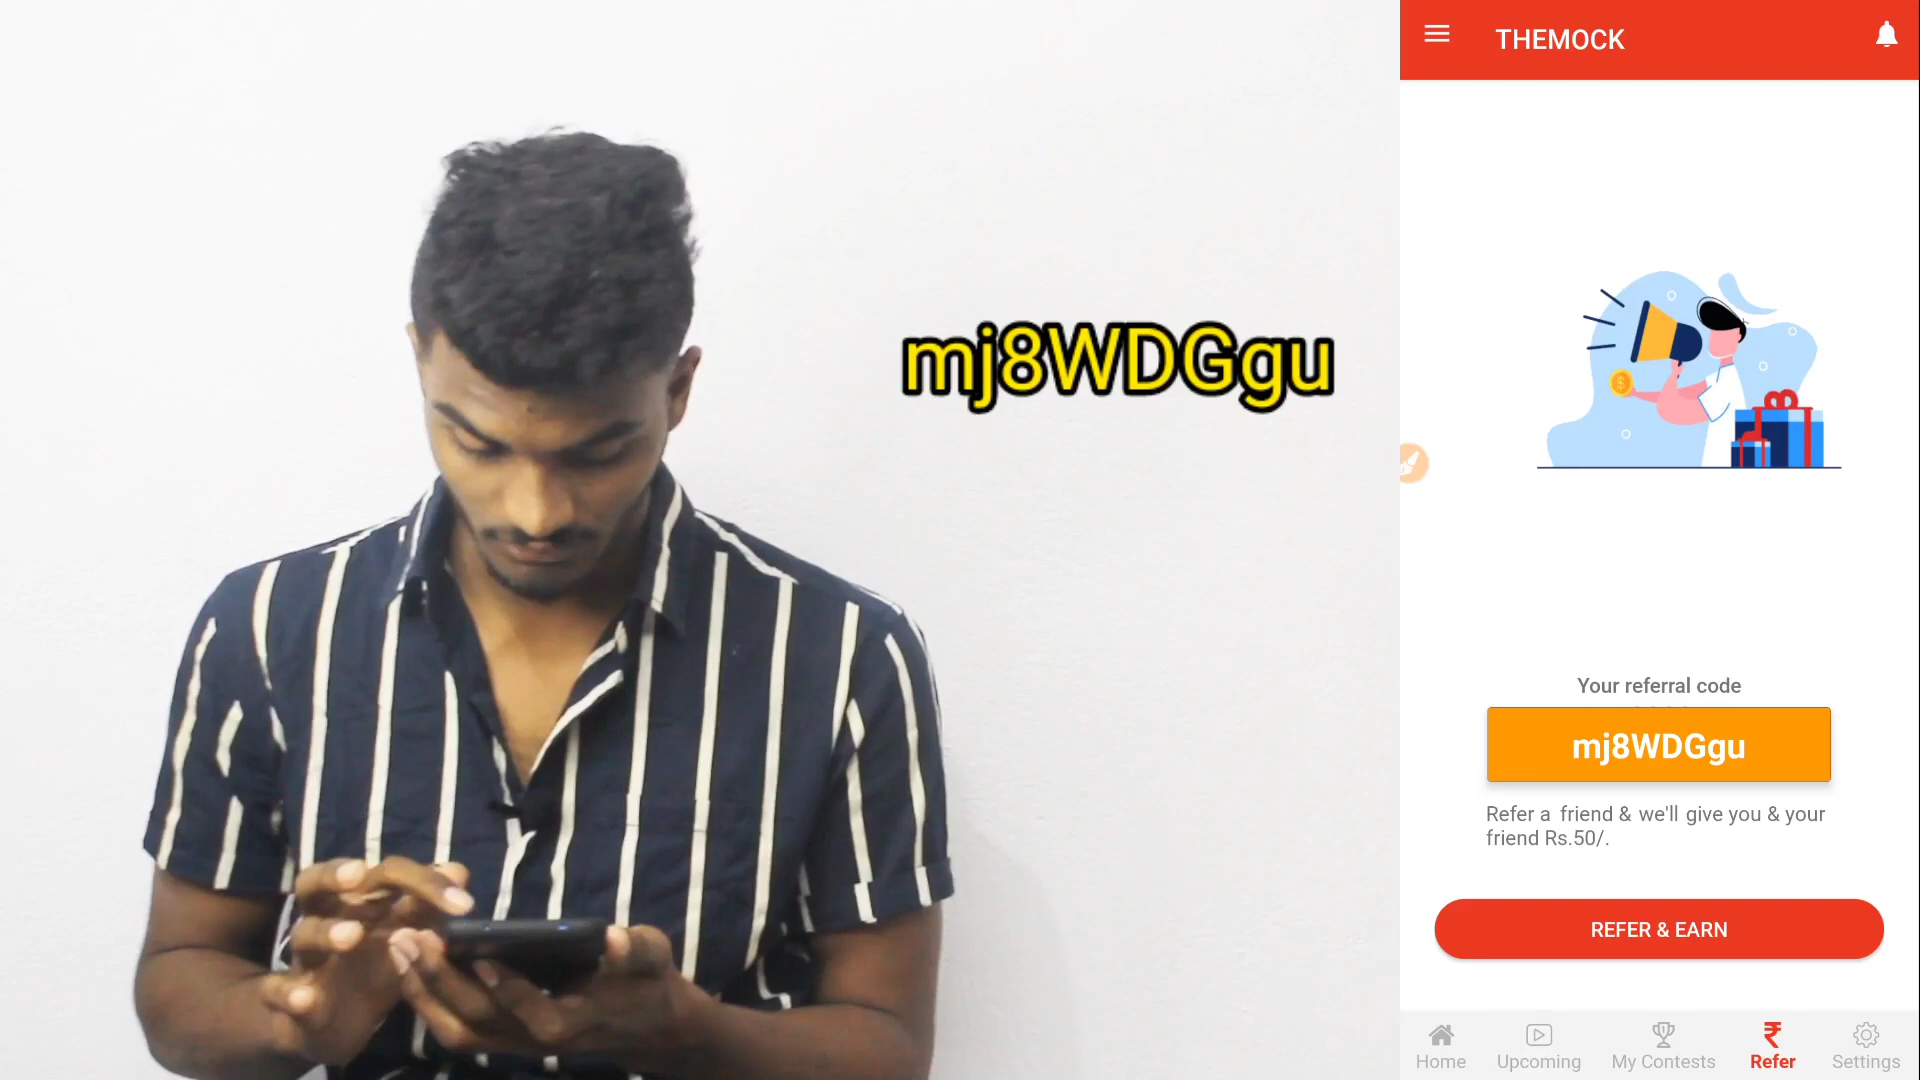 mj8WDGgu
THEMOCK
Your referral code
mj8WDGgu
Refer a friend & we'll give you & your
friend Rs.50/.
REFER & EARN
Home
Upcoming
My Contests
Refer
Settings